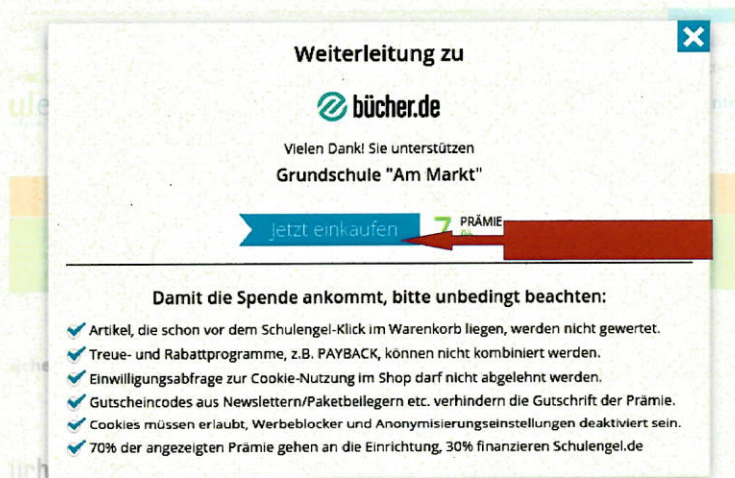 Weiterleitung zu
bücher.de
Vielen Dank! Sie unterstützen
Grundschule "Am Markt"
Jetzt einkaufen
7 PRÄMIE
%
Damit die Spende ankommt, bitte unbedingt beachten:
Artikel, die schon vor dem Schulengel-Klick im Warenkorb liegen, werden nicht gewertet.
Treue- und Rabattprogramme, z.B. PAYBACK, können nicht kombiniert werden.
Einwilligungsabfrage zur Cookie-Nutzung im Shop darf nicht abgelehnt werden.
Gutscheincodes aus Newslettern/Paketbeilegern etc. verhindern die Gutschrift der Prämie.
Cookies müssen erlaubt, Werbeblocker und Anonymisierungseinstellungen deaktiviert sein.
70% der angezeigten Prämie gehen an die Einrichtung, 30% finanzieren Schulengel.de